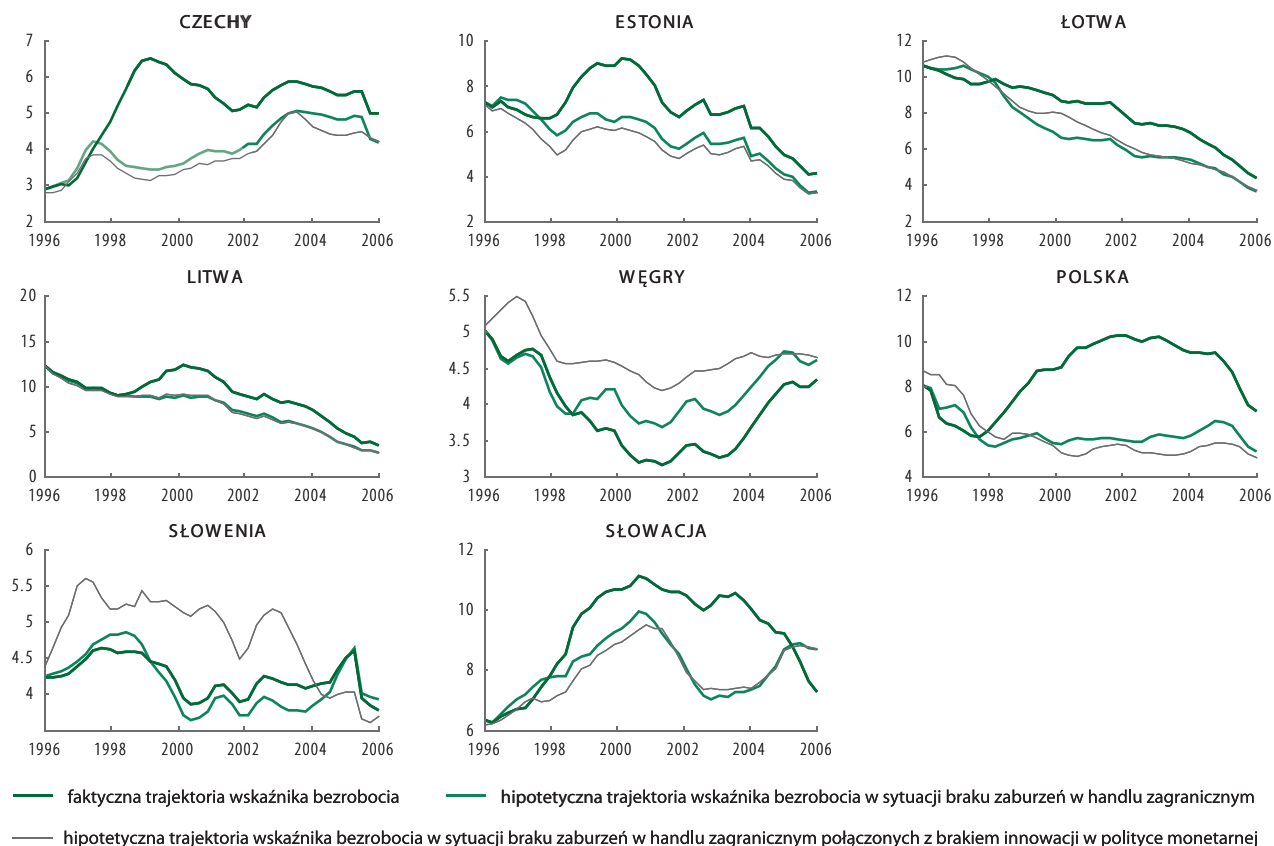 CZECHY
ESTONIA
ŁOTWA
7
6
5
4
3
2
1996 1998 2000 2002 2004 2006
10
8
6
4
2
1996 1998 2000 2002 2004 2006
12
10
8
6
4
2
1996 1998 2000 2002 2004 2006
LITWA
WĘGRY
POLSKA
20
15
10
5
0
1996 1998 2000 2002 2004 2006
5.5
5
4.5
4
3.5
3
1996 1998 2000 2002 2004 2006
12
10
8
6
4
1996 1998 2000 2002 2004 2006
SŁOWENIA
SŁOWACJA
6
5.5
5
4.5
4
1996 1998 2000 2002 2004 2006
12
10
8
6
1996 1998 2000 2002 2004 2006
faktyczna trajektoria wskaźnika bezrobocia
hipotetyczna trajektoria wskaźnika bezrobocia w sytuacji braku zaburzeń w handlu zagranicznym
hipotetyczna trajektoria wskaźnika bezrobocia w sytuacji braku zaburzeń w handlu zagranicznym połączonych z brakiem innowacji w polityce monetarnej